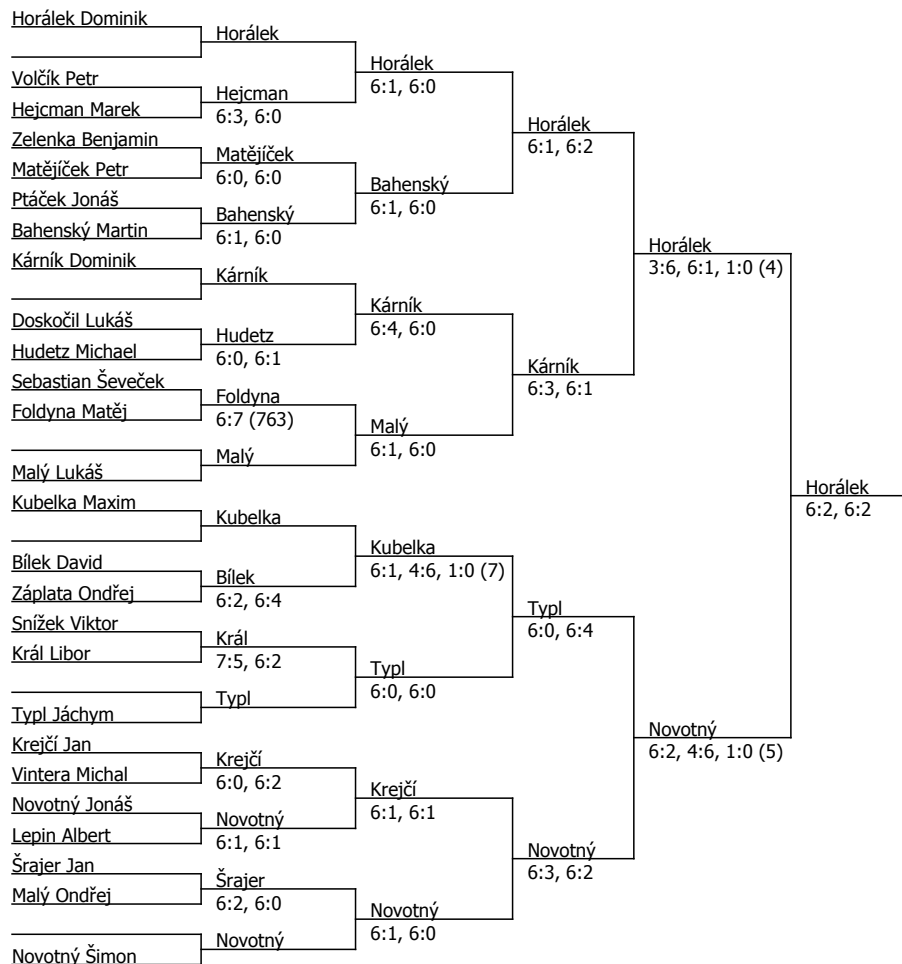 Horálek Dominik
Horálek
Horálek
6:1, 6:0
Volčík Petr
Hejcman
6:3, 6:0
Hejcman Marek
Horálek
6:1, 6:2
Zelenka Benjamin
Matějíček
6:0, 6:0
Matějíček Petr
Bahenský
6:1, 6:0
Ptáček Jonáš
Bahenský
6:1, 6:0
Bahenský Martin
Horálek
3:6, 6:1, 1:0 (4)
Kárník Dominik
Kárník
Kárník
6:4, 6:0
Doskočil Lukáš
Hudetz
6:0, 6:1
Hudetz Michael
Kárník
6:3, 6:1
Sebastian Ševeček
Foldyna
6:7 (763)
Foldyna Matěj
Malý
6:1, 6:0
Malý
Malý Lukáš
Horálek
6:2, 6:2
Kubelka Maxim
Kubelka
Kubelka
6:1, 4:6, 1:0 (7)
Bílek David
Bílek
6:2, 6:4
Záplata Ondřej
Typl
6:0, 6:4
Snížek Viktor
Král
7:5, 6:2
Král Libor
Typl
6:0, 6:0
Typl
Typl Jáchym
Novotný
6:2, 4:6, 1:0 (5)
Krejčí Jan
Krejčí
6:0, 6:2
Vintera Michal
Krejčí
6:1, 6:1
Novotný Jonáš
Novotný
6:1, 6:1
Lepin Albert
Novotný
6:3, 6:2
Šrajer Jan
Šrajer
6:2, 6:0
Malý Ondřej
Novotný
6:1, 6:0
Novotný
Novotný Šimon